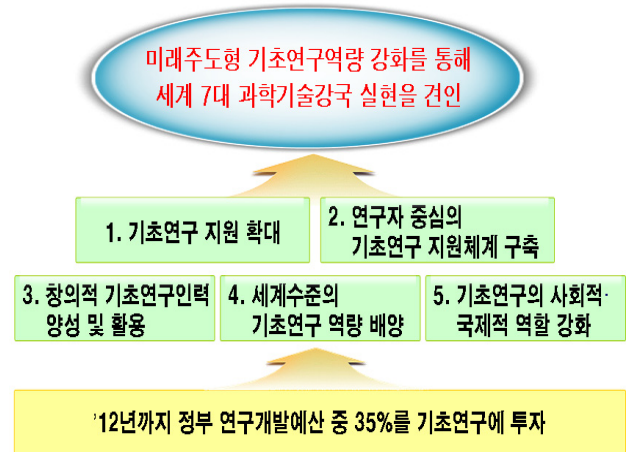 미래주도형 기초연구역량 강화를 통해
세계 7대 과학기술강국 실현을 견인
1. 기초연구 지원 확대
2. 연구자 중심의
기초연구 지원체계 구축
3. 창의적 기초연구인력
양성 및 활용
4. 세계수준의
기초연구 역량 배양
5. 기초연구의 사회적·
국제적 역할 강화
’12년까지 정부 연구개발예산 중 35%를 기초연구에 투자